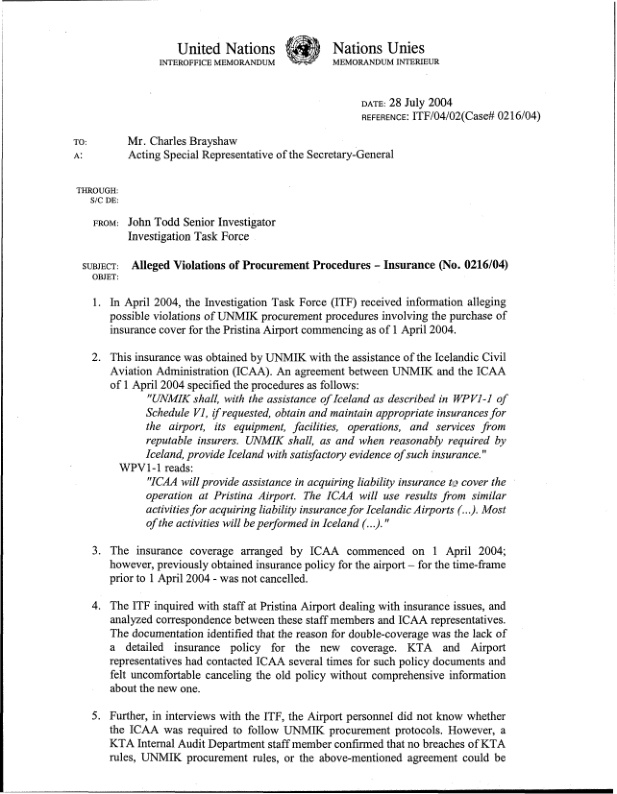 United Nations Nations Unies
INTEROFFICE MEMORANDUM MEMORANDUM INTERIEUR
DATE: 28 July 2004
REFERENCE: ITF/04/02(Case# 0216/04)
TO: Mr. Charles Brayshaw
A: Acting Special Representative of the Secretary-General
THROUGH:
S/C DE:
FROM: John Todd Senior Investigator
Investigation Task Force
SUBJECT: Alleged Violations of Procurement Procedures – Insurance (No. 0216/04)
OBJET:
1. In April 2004, the Investigation Task Force (ITF) received information alleging
possible violations of UNMIK procurement procedures involving the purchase of
insurance cover for the Pristina Airport commencing as of 1 April 2004.
2. This insurance was obtained by UNMIK with the assistance of the Icelandic Civil
Aviation Administration (ICAA). An agreement between UNMIK and the ICAA
of 1 April 2004 specified the procedures as follows:
"UNMIK shall, with the assistance of Iceland as described in WPV1-1 of
Schedule V1, if requested, obtain and maintain appropriate insurances for
the airport, its equipment, facilities, operations, and services from
reputable insurers. UNMIK shall, as and when reasonably required by
Iceland, provide Iceland with satisfactory evidence of such insurance."
WPV1-1 reads:
"ICAA will provide assistance in acquiring liability insurance to cover the
operation at Pristina Airport. The ICAA will use results from similar
activities for acquiring liability insurance for Icelandic Airports (...). Most
of the activities will be performed in Iceland (...)."
3. The insurance coverage arranged by ICAA commenced on 1 April 2004;
however, previously obtained insurance policy for the airport – for the time-frame
prior to 1 April 2004 - was not cancelled.
4. The ITF inquired with staff at Pristina Airport dealing with insurance issues, and
analyzed correspondence between these staff members and ICAA representatives.
The documentation identified that the reason for double-coverage was the lack of
a detailed insurance policy for the new coverage. KTA and Airport
representatives had contacted ICAA several times for such policy documents and
felt uncomfortable canceling the old policy without comprehensive information
about the new one.
5. Further, in interviews with the ITF, the Airport personnel did not know whether
the ICAA was required to follow UNMIK procurement protocols. However, a
KTA Internal Audit Department staff member confirmed that no breaches of KTA
rules, UNMIK procurement rules, or the above-mentioned agreement could be